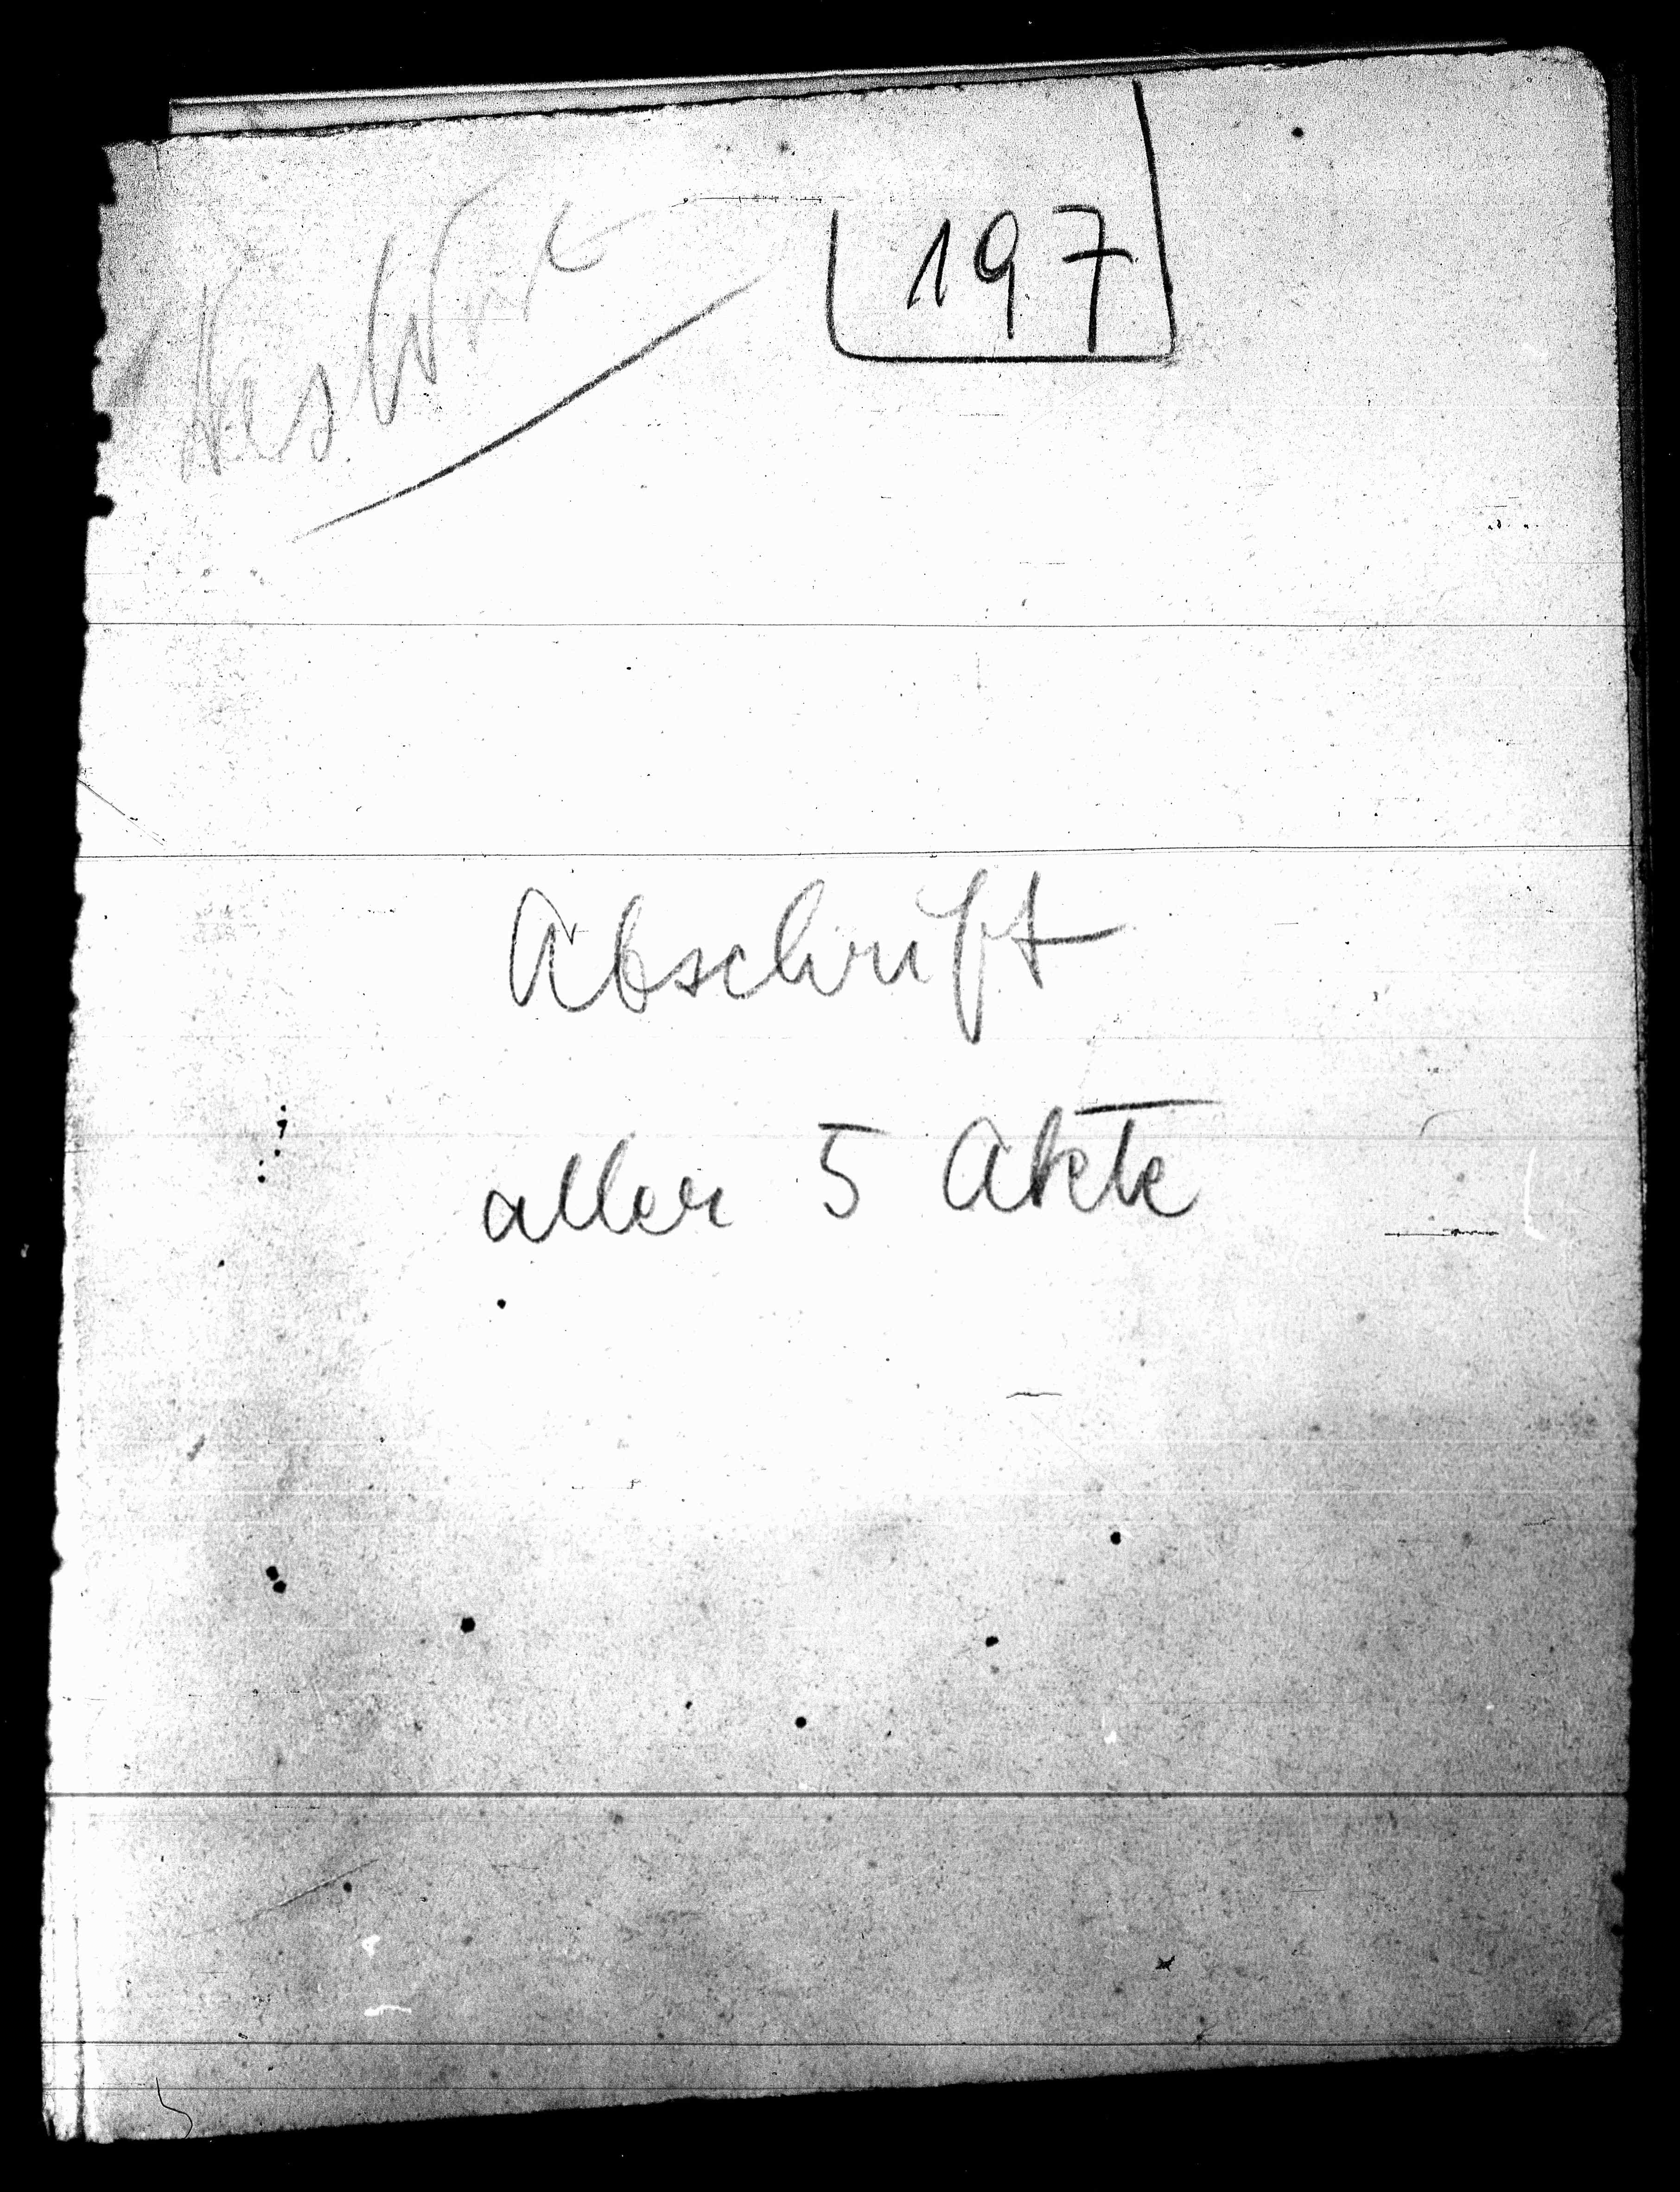 197
Abschrift
aller 5 Akte